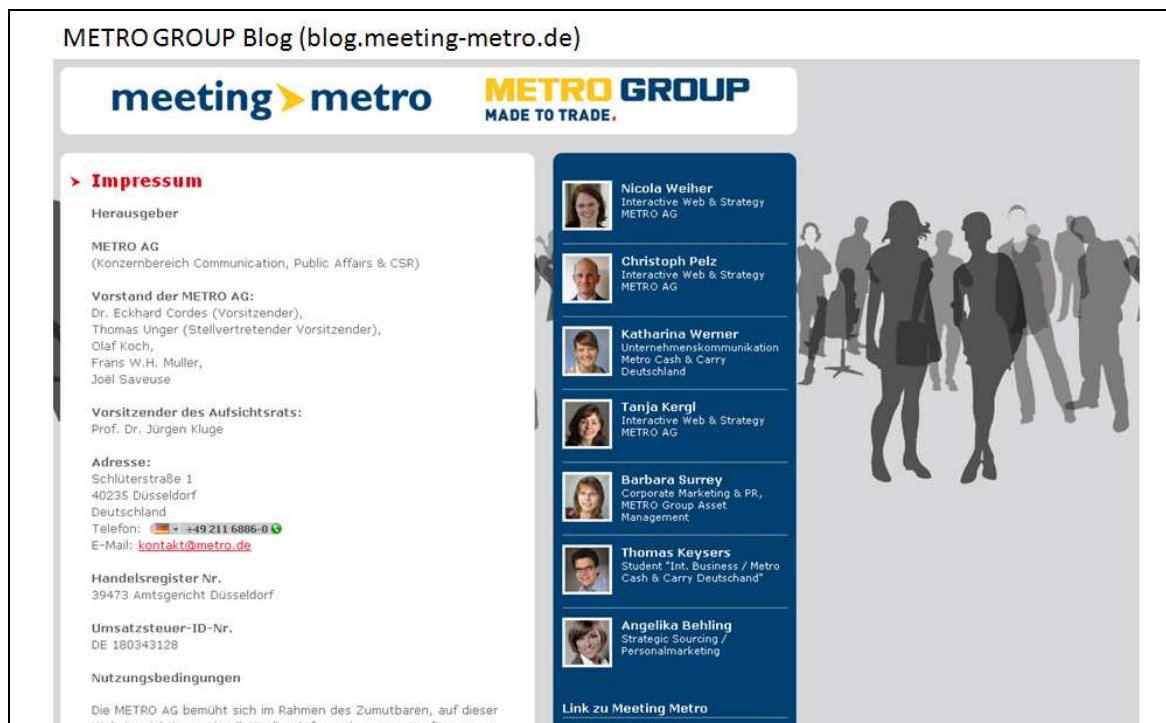 METRO GROUP Blog (blog.meeting-metro.de)
meeting metro
METRO GROUP
MADE TO TRADE.
Impressum
Herausgeber
METRO AG
(Konzernbereich Communication, Public Affairs & CSR)
Vorstand der METRO AG:
Dr. Eckhard Cordes (Vorsitzender),
Thomas Unger (Stellvertretender Vorsitzender),
Olaf Koch,
Frans W.H. Muller,
Joël Saveuse
Vorsitzender des Aufsichtsrats:
Prof. Dr. Jürgen Kluge
Adresse:
Schlüterstraße 1
40235 Düsseldorf
Deutschland
Telefon: +49 211 6886-0
E-Mail: kontakt@metro.de
Handelsregister Nr.
39473 Amtsgericht Düsseldorf
Umsatzsteuer-ID-Nr.
DE 180343128
Nutzungsbedingungen
Die METRO AG bemüht sich im Rahmen des Zumutbaren, auf dieser
Nicola Weiher
Interactive Web & Strategy
METRO AG
Christoph Pelz
Interactive Web & Strategy
METRO AG
Katharina Werner
Unternehmenskommunikation
Metro Cash & Carry
Deutschland
Tanja Kergl
Interactive Web & Strategy
METRO AG
Barbara Surrey
Corporate Marketing & PR,
METRO Group Asset
Management
Thomas Keysers
Student "Int. Business / Metro
Cash & Carry Deutschand"
Angelika Behling
Strategic Sourcing /
Personalmarketing
Link zu Meeting Metro